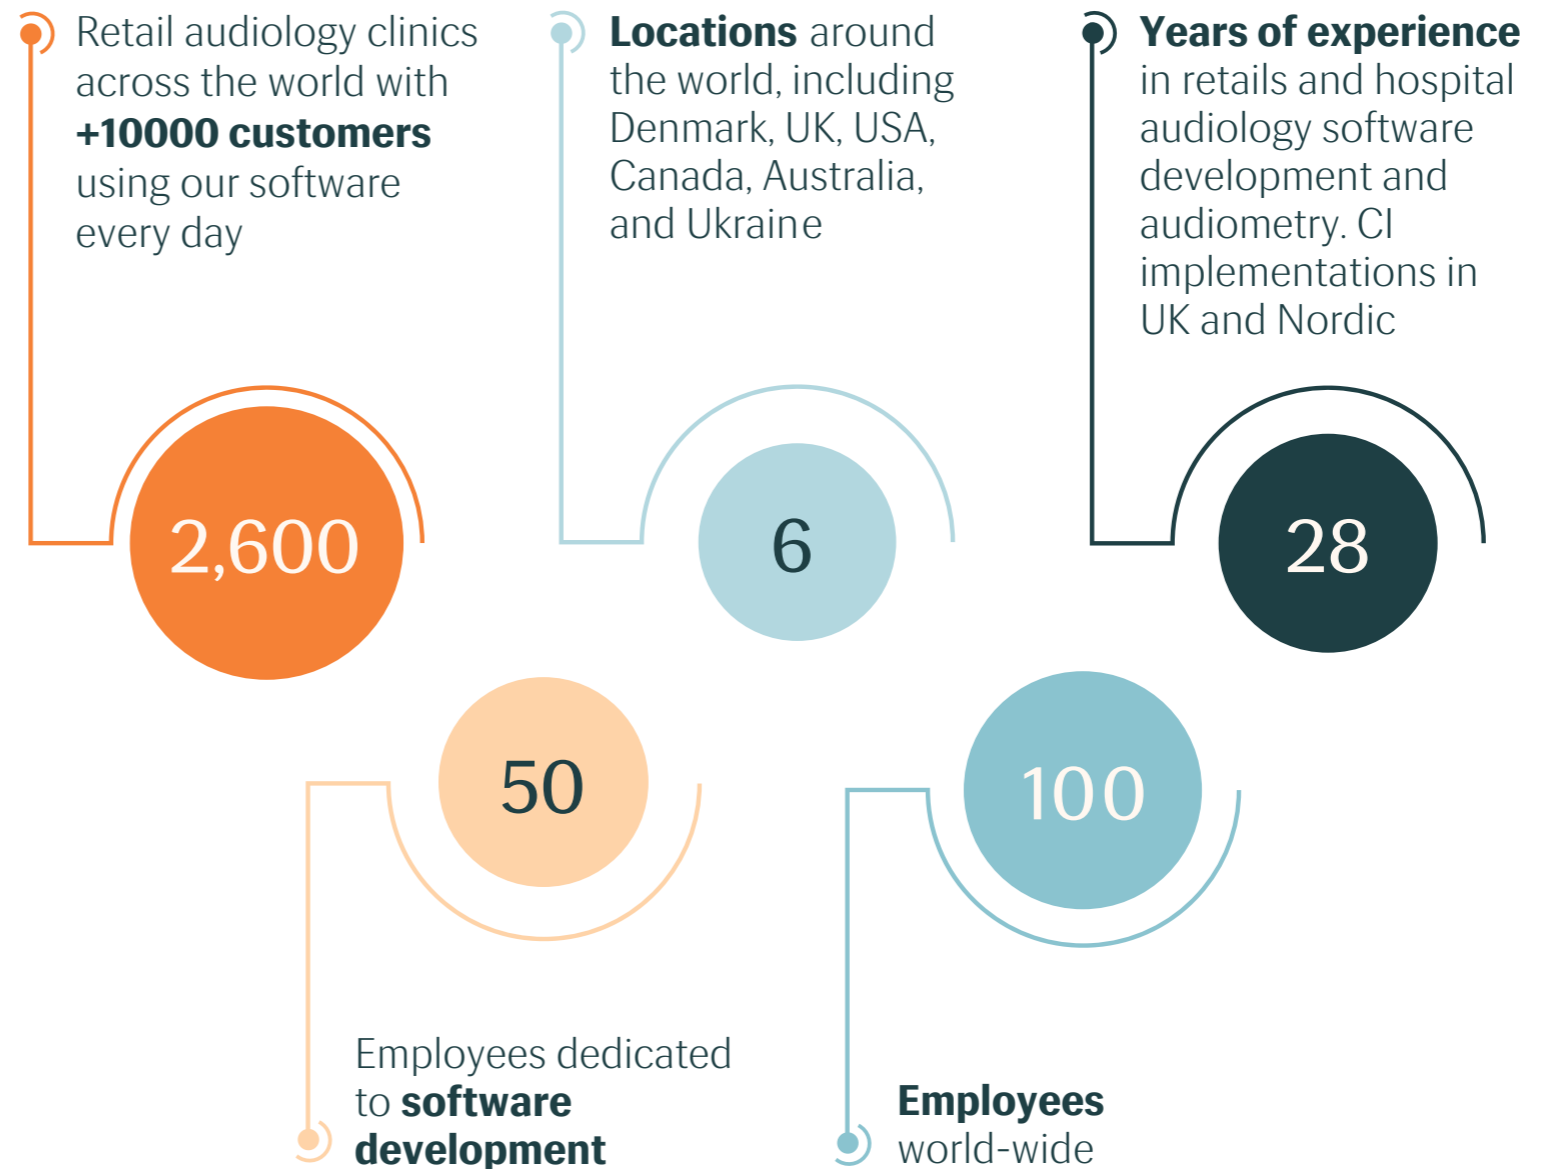 Retail audiology clinics
across the world with
+10000 customers
using our software
every day
2,600
Locations around
the world, including
Denmark, UK, USA,
Canada, Australia,
and Ukraine
6
Years of experience
in retails and hospital
audiology software
development and
audiometry. CI
implementations in
UK and Nordic
28
50
Employees dedicated
to software
development
100
Employees
world-wide